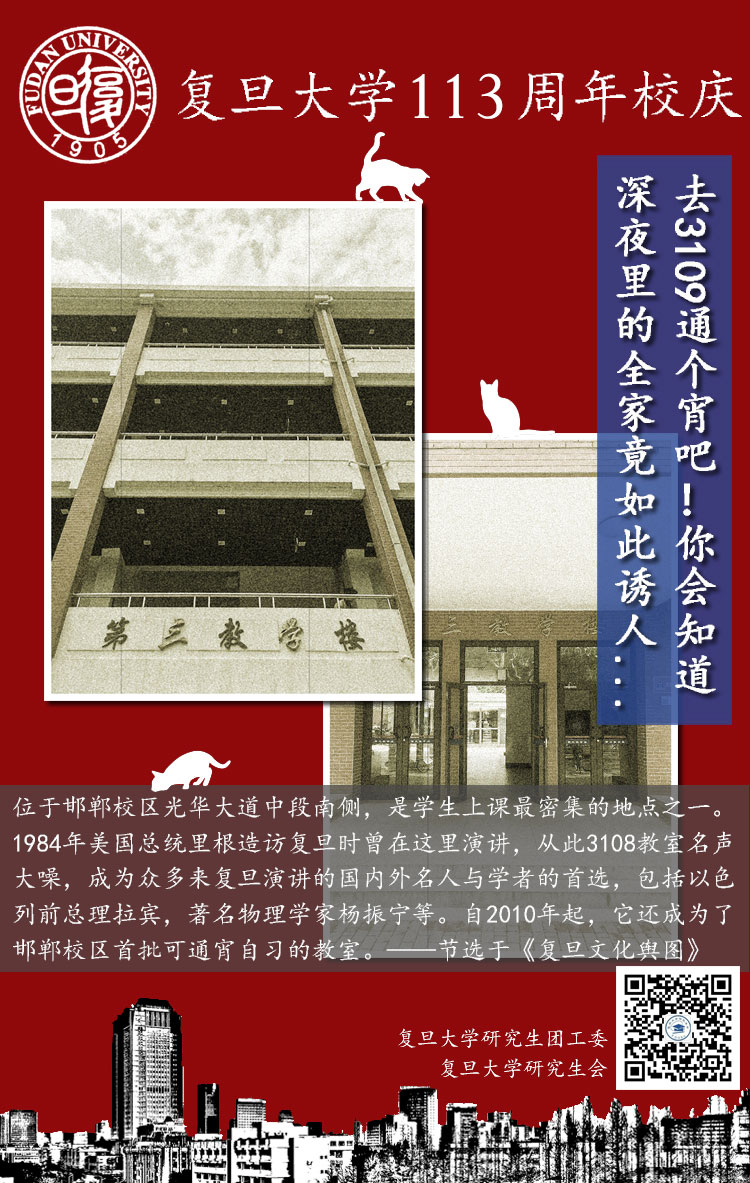 FUDAN UNIVERSITY
1905
复旦大学113周年校庆
去3109通个宵吧！你会知道
深夜里的全家竟如此诱人...
第三教学楼
三教学楼
位于邯郸校区光华大道中段南侧，是学生上课最密集的地点之一。
1984年美国总统里根造访复旦时曾在这里演讲，从此3108教室名声
大噪，成为众多来复旦演讲的国内外名人与学者的首选，包括以色
列前总理拉宾，著名物理学家杨振宁等。自2010年起，它还成为了
邯郸校区首批可通宵自习的教室。——节选于《复旦文化舆图》
复旦大学研究生团工委
复旦大学研究生会